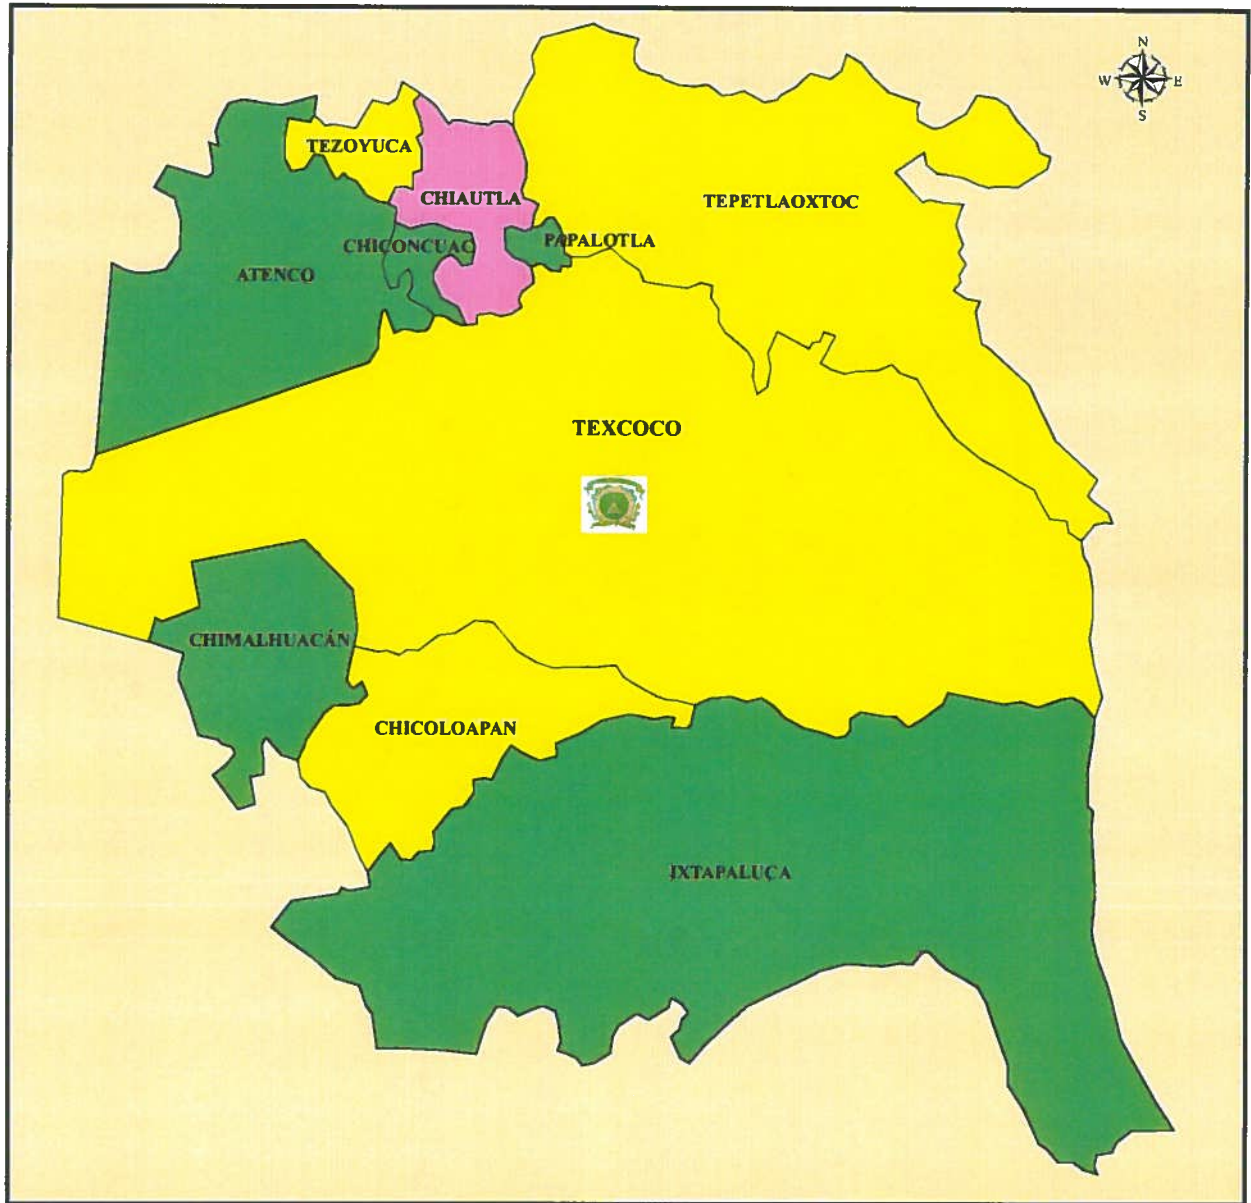 N
W E
S
TEZOYUCA
CHIAUTLA
TEPETLAOXTOC
CHICONCUAC
PAPALOTLA
ATENCO
TEXCOCO
CHIMALHUACÁN
CHICOLOAPAN
IXTAPALUCA